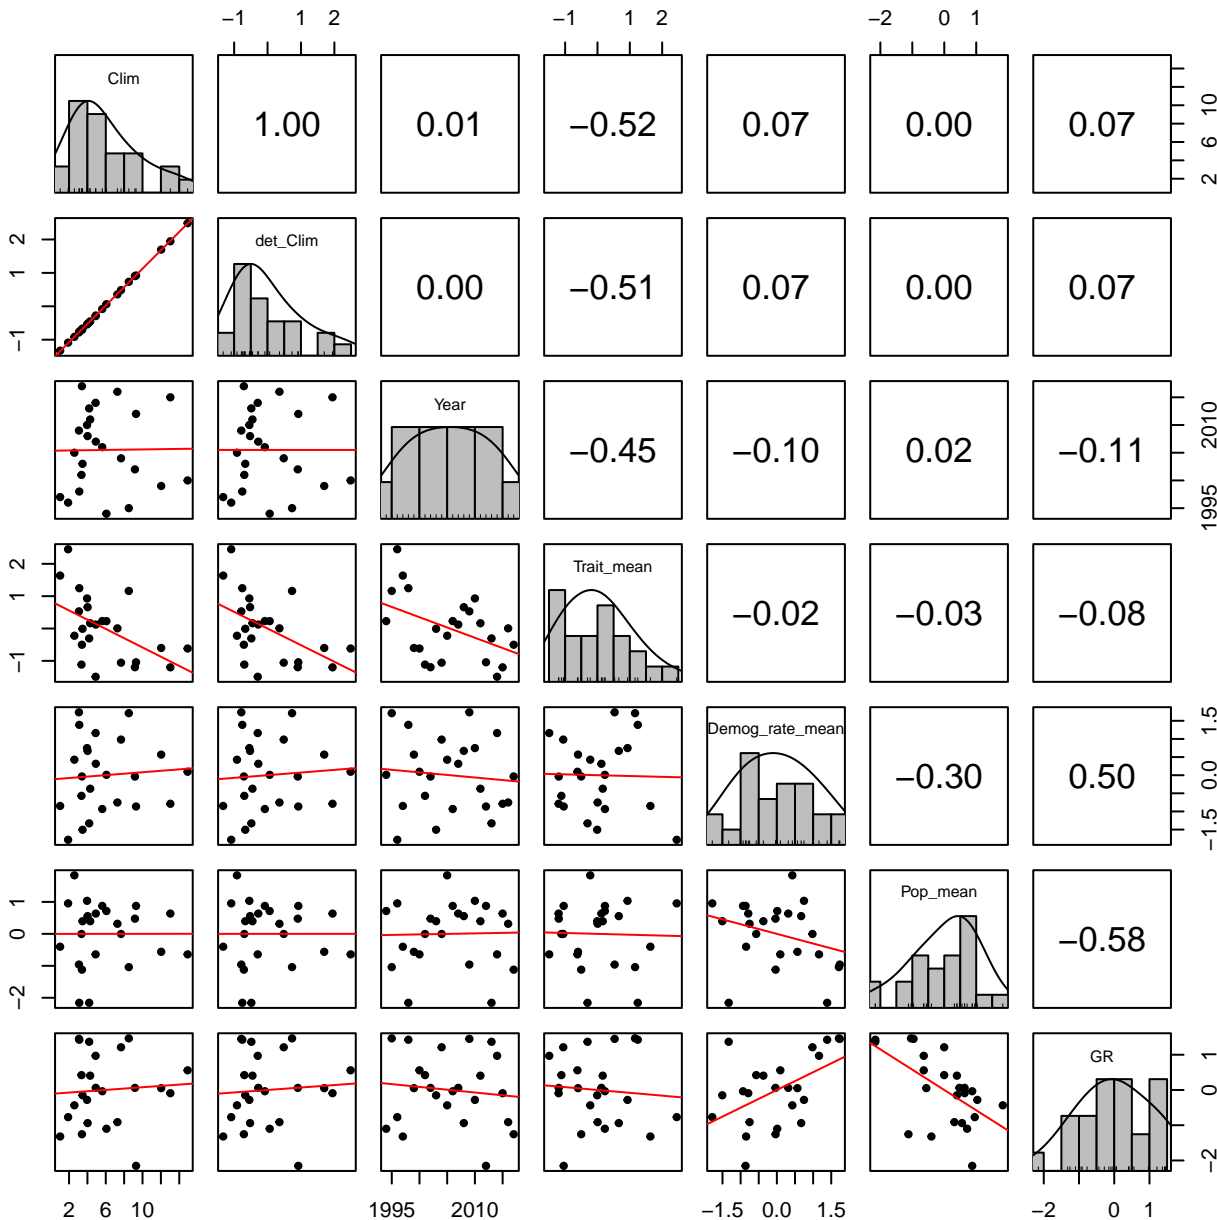 −1 1 2 −1 1 2 −2 0 1
Clim 1.00 0.01 −0.52 0.07 0.00 0.07 2 6 10
2 1 −1 det_Clim 0.00 −0.51 0.07 0.00 0.07
Year −0.45 −0.10 0.02 −0.11 1995 2010
2 1 −1 Trait_mean −0.02 −0.03 −0.08
Demog_rate_mean −0.30 0.50 −1.5 0.0 1.5
1 0 −2 Pop_mean −0.58
GR −2 0 1
2 6 10 1995 2010 −1.5 0.0 1.5 −2 0 1